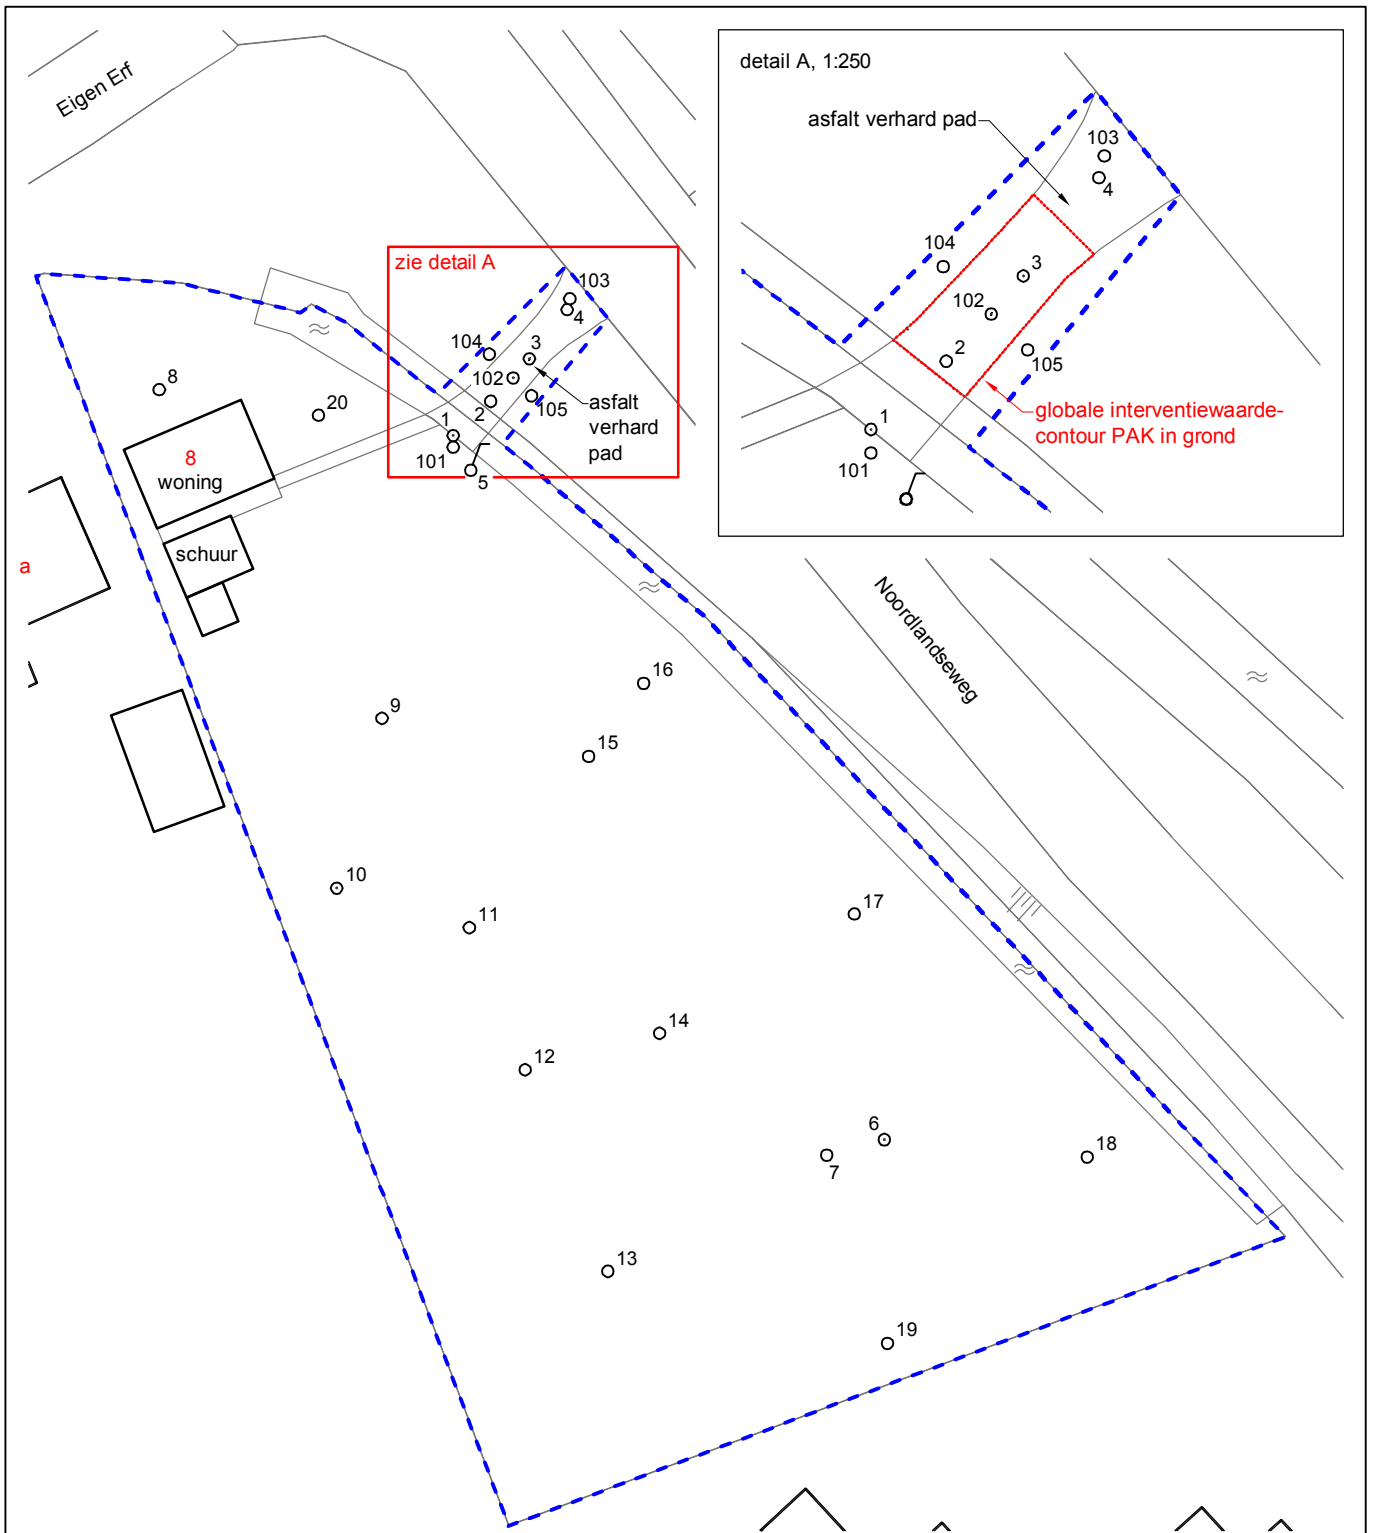 Eigen Erf
detail A, 1:250
asfalt verhard pad
103
4
104
3
102
2
105
1
101
globale interventiewaarde-
contour PAK in grond
zie detail A
103
4
104
3
102
2
105
1
101
5
asfalt
verhard
pad
8
20
8
woning
schuur
a
Noordlandseweg
16
9
15
10
11
17
14
12
6
7
18
13
19